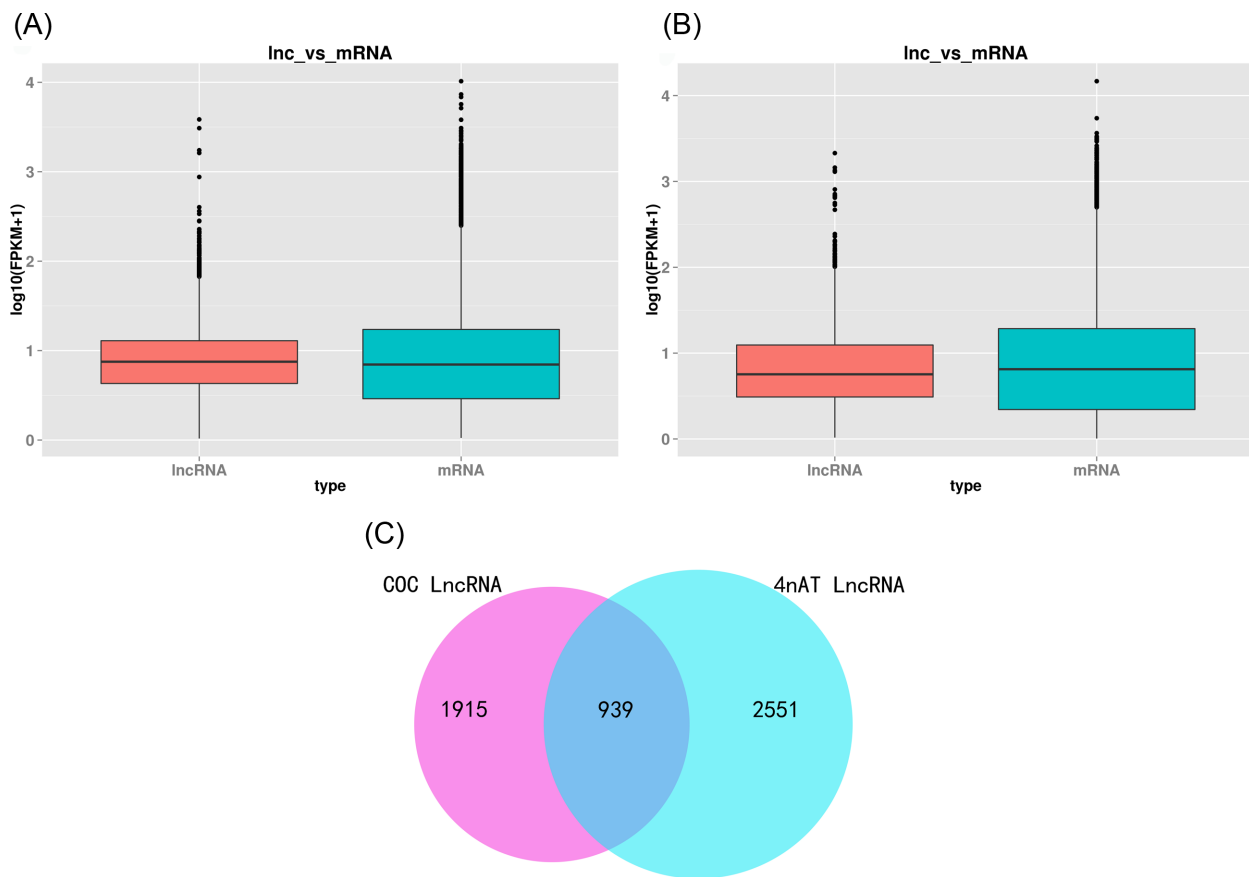 (A)
lnc_vs_mRNA
4
3
2
1
0
log10(FPKM+1)
lncRNA
mRNA
type
(B)
lnc_vs_mRNA
4
3
2
1
0
log10(FPKM+1)
lncRNA
mRNA
type
(C)
COC LncRNA
4nAT LncRNA
1915
939
2551